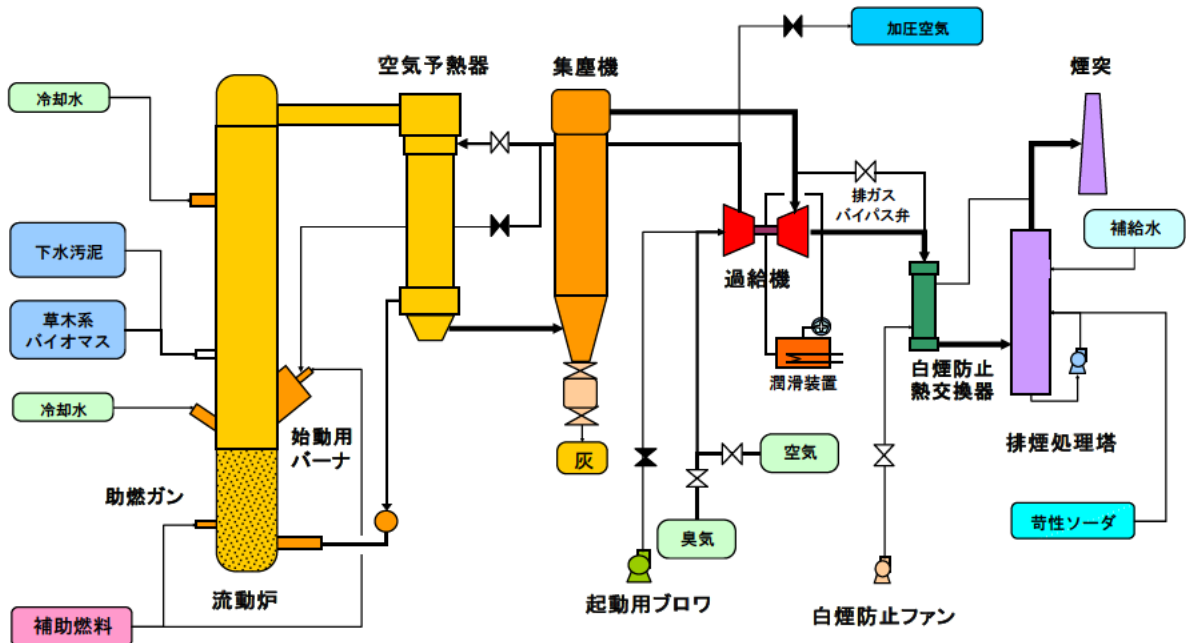 加圧空気
空気予熱器
集塵機
煙突
冷却水
排ガス
バイパス弁
下水汚泥
補給水
過給機
草木系
バイオマス
潤滑装置
白煙防止
熱交換器
冷却水
始動用
バーナ
排煙処理塔
空気
灰
助燃ガン
苛性ソーダ
臭気
流動炉
起動用ブロワ
白煙防止ファン
補助燃料